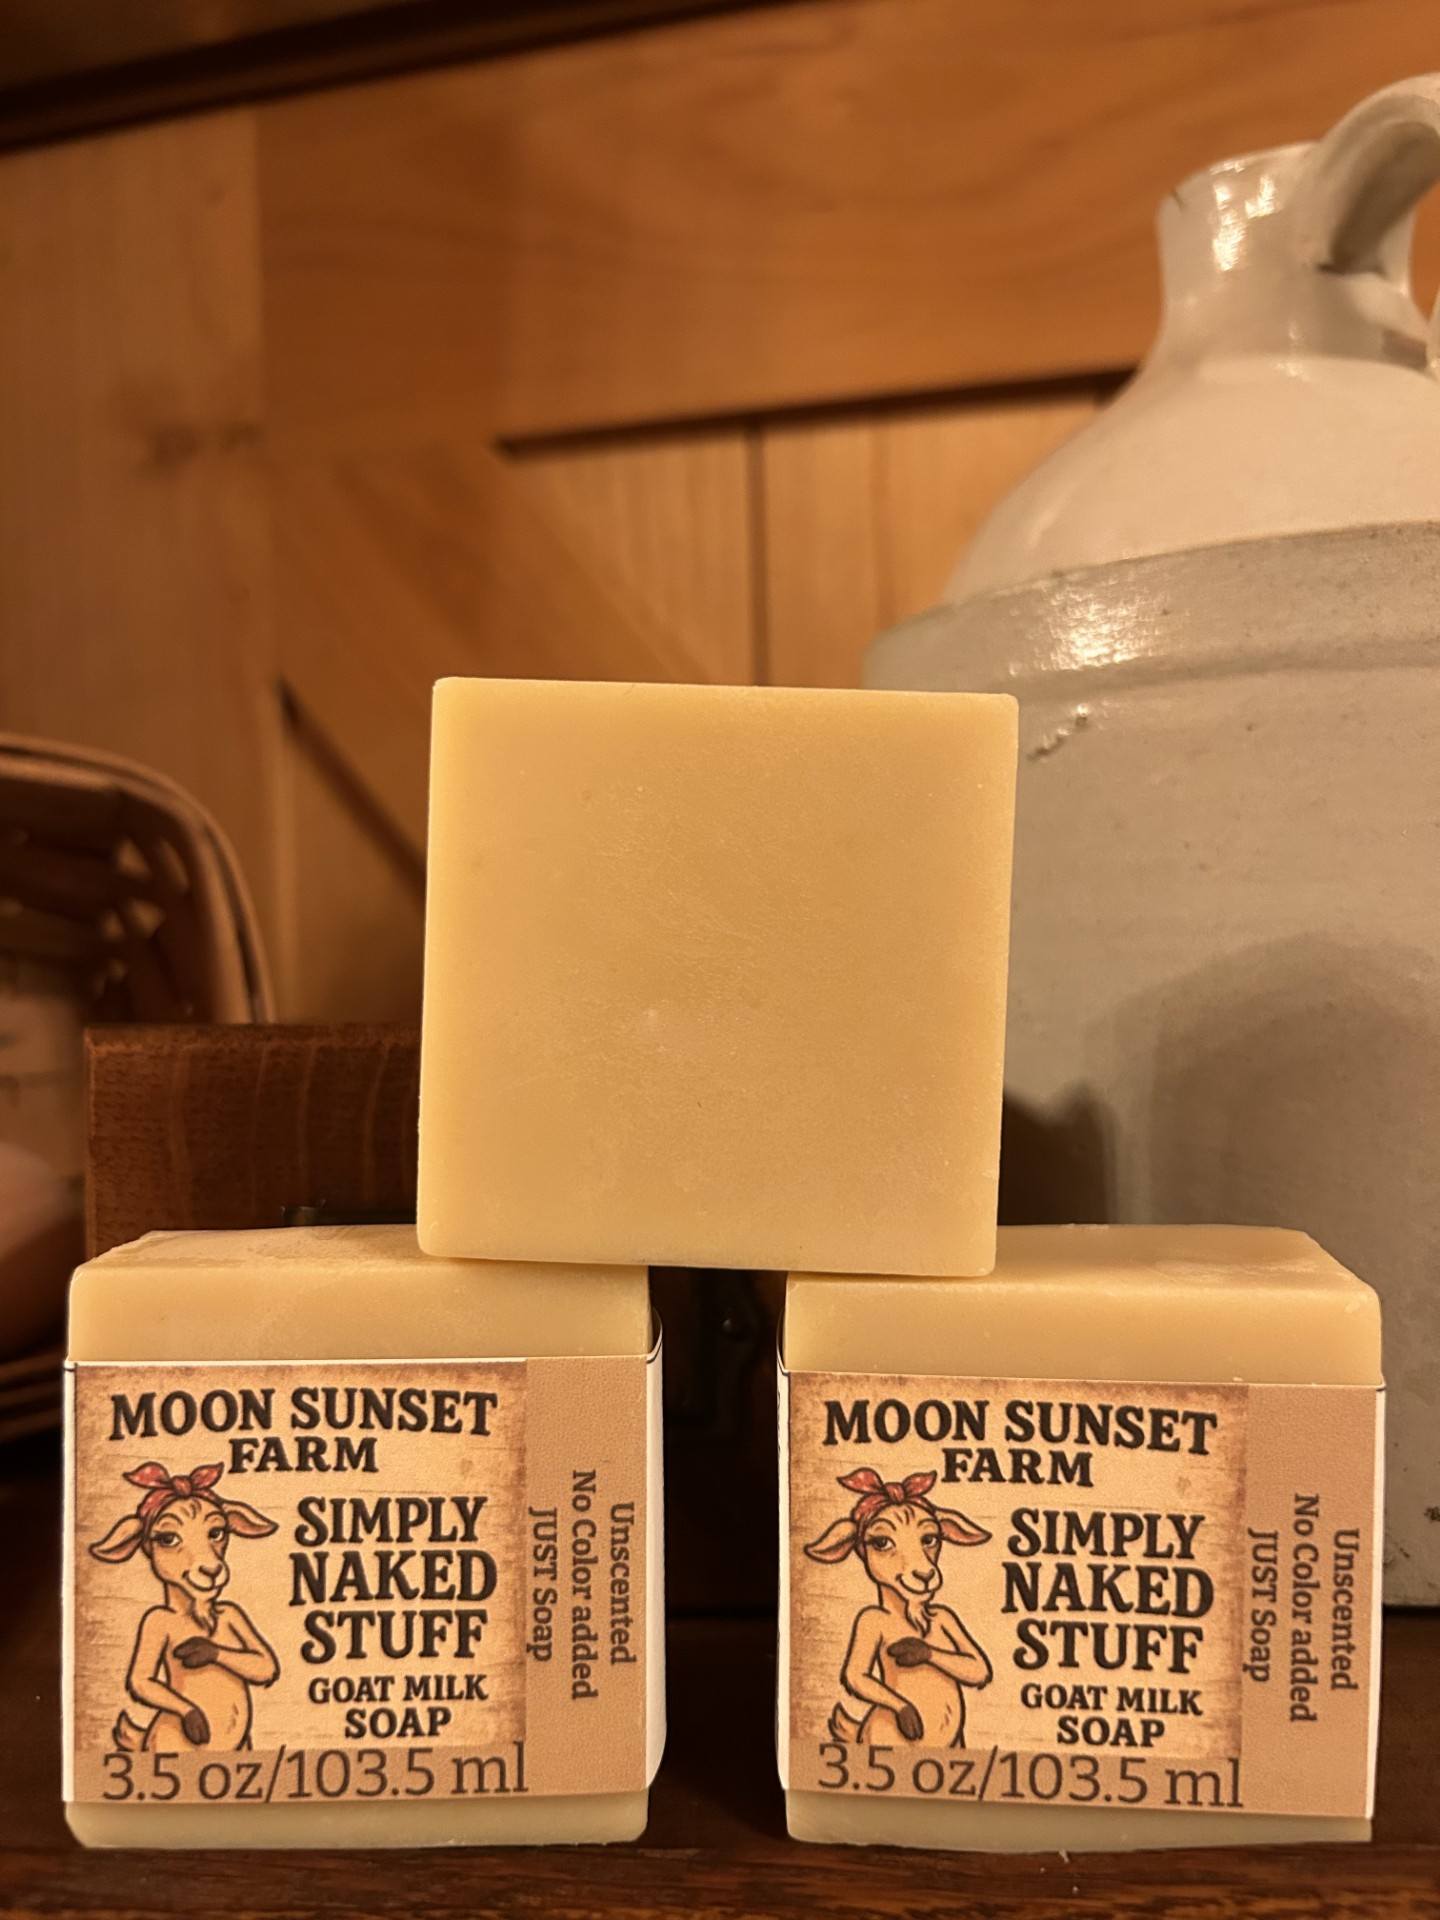 MOON SUNSET
FARM
SIMPLY
NAKED
STUFF
GOAT MILK
SOAP
3.5 oz/103.5 ml
Unscented
No Color added
JUST Soap
MOON SUNSET
FARM
SIMPLY
NAKED
STUFF
GOAT MILK
SOAP
3.5 oz/103.5 ml
Unscented
No Color added
JUST Soap